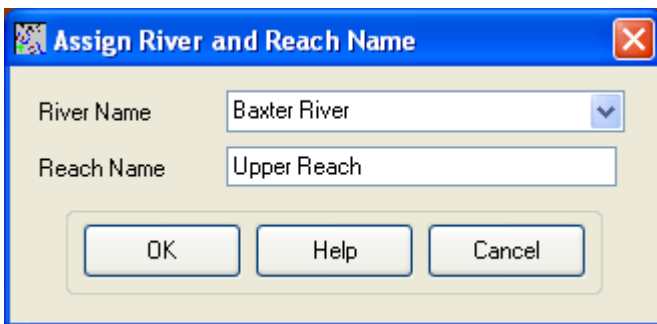 Assign River and Reach Name
River Name Baxter River
Reach Name Upper Reach
OK Help Cancel